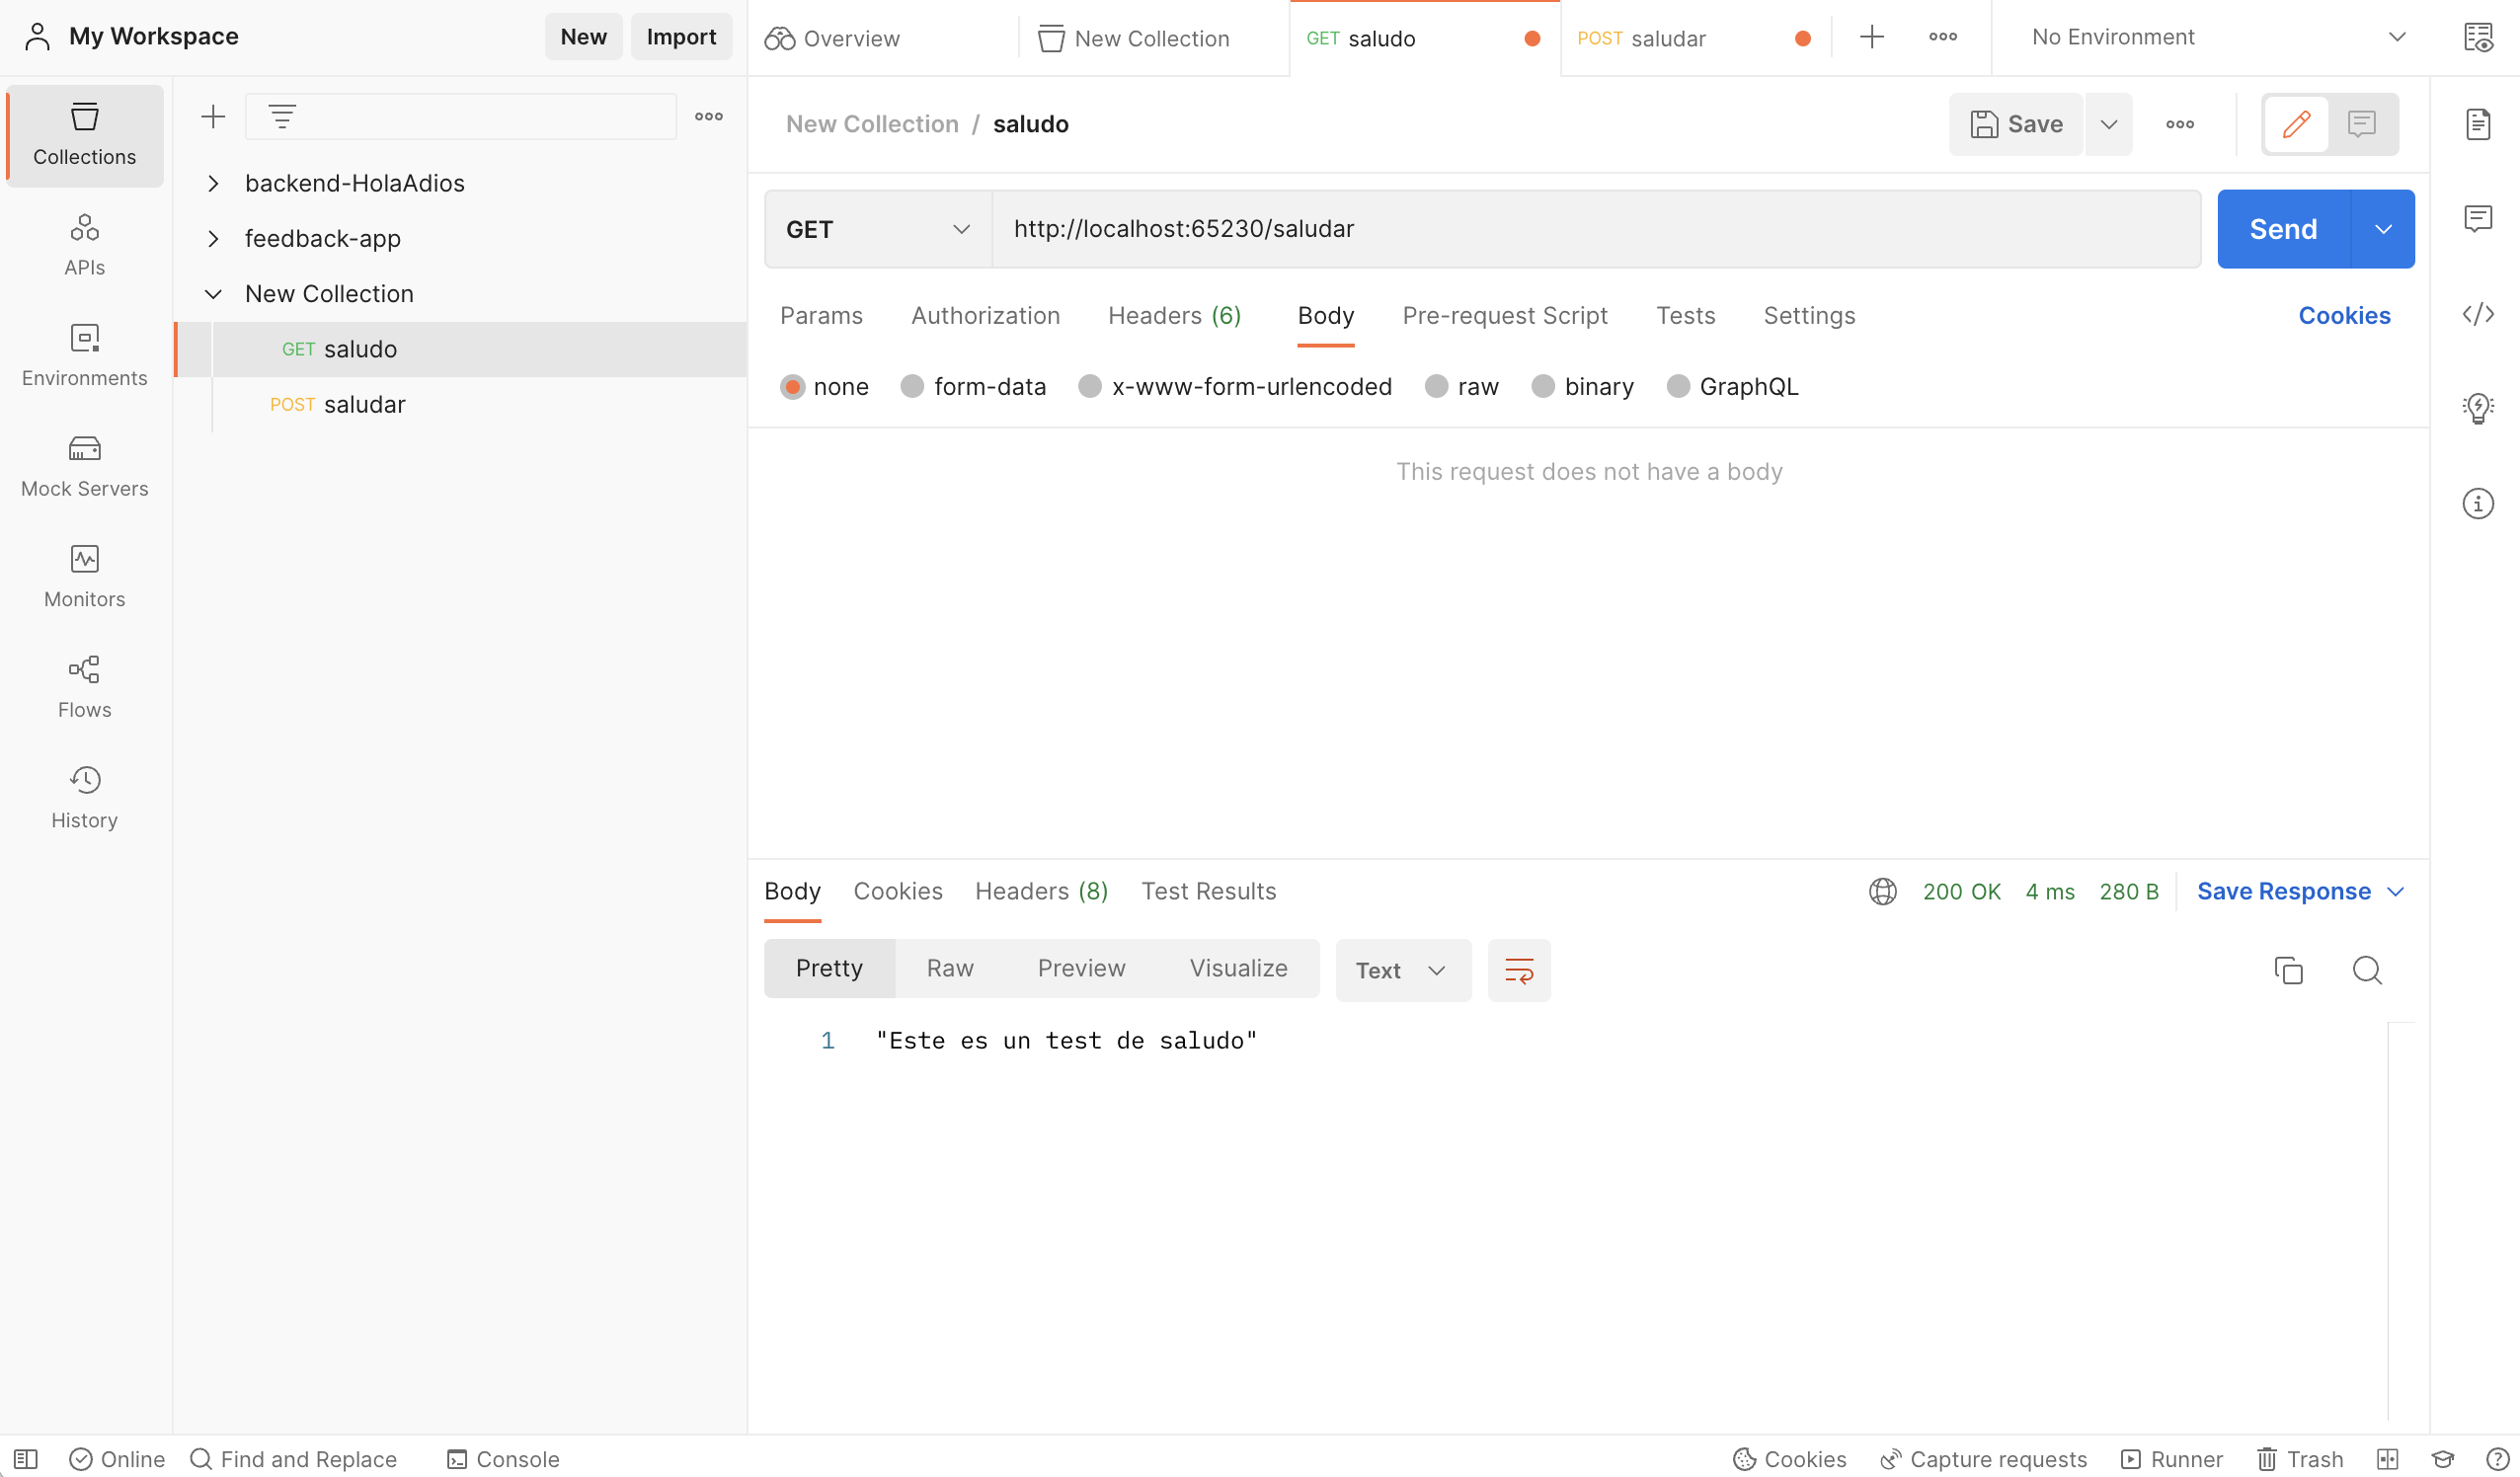 My Workspace
New
Import
Overview
New Collection
GET saludo
POST saludar
No Environment
Collections
APIs
Environments
Mock Servers
Monitors
Flows
History
backend-HolaAdios
feedback-app
New Collection
GET saludo
POST saludar
New Collection / saludo
Save
GET
http://localhost:65230/saludar
Send
Params
Authorization
Headers (6)
Body
Pre-request Script
Tests
Settings
Cookies
none
form-data
x-www-form-urlencoded
raw
binary
GraphQL
This request does not have a body
Body
Cookies
Headers (8)
Test Results
200 OK
4 ms
280 B
Save Response
Pretty
Raw
Preview
Visualize
Text
1 "Este es un test de saludo"
Online
Find and Replace
Console
Cookies
Capture requests
Runner
Trash